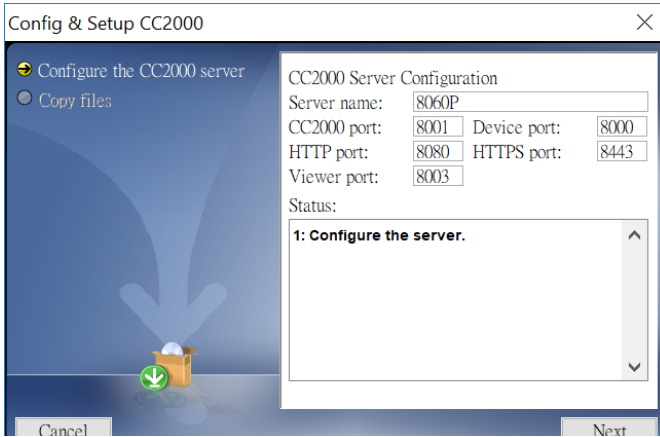 Config & Setup CC2000
Configure the CC2000 server
Copy files
CC2000 Server Configuration
Server name: 8060P
CC2000 port: 8001 Device port: 8000
HTTP port: 8080 HTTPS port: 8443
Viewer port: 8003
Status:
1: Configure the server.
Cancel Next